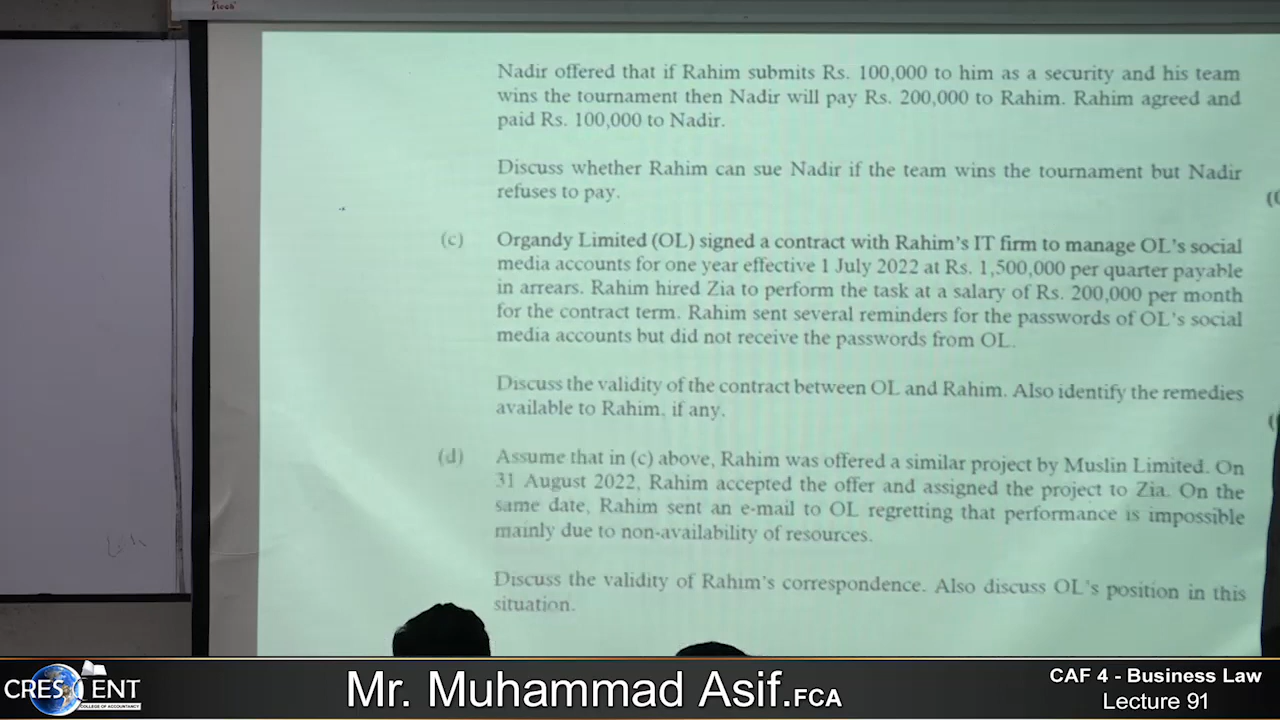 Nadir offered that if Rahim submits Rs. 100,000 to him as a security and his team
wins the tournament then Nadir will pay Rs. 200,000 to Rahim. Rahim agreed and
paid Rs. 100,000 to Nadir.
Discuss whether Rahim can sue Nadir if the team wins the tournament but Nadir
refuses to pay.
(c) Organdy Limited (OL) signed a contract with Rahim's IT firm to manage OL's social
media accounts for one year effective 1 July 2022 at Rs. 1,500,000 per quarter payable
in arrears. Rahim hired Zia to perform the task at a salary of Rs. 200,000 per month
for the contract term. Rahim sent several reminders for the passwords of OL's social
media accounts but did not receive the passwords from OL.
Discuss the validity of the contract between OL and Rahim. Also identify the remedies
available to Rahim, if any.
(d) Assume that in (c) above, Rahim was offered a similar project by Muslin Limited. On
31 August 2022, Rahim accepted the offer and assigned the project to Zia. On the
same date, Rahim sent an e-mail to OL regretting that performance is impossible
mainly due to non-availability of resources.
Discuss the validity of Rahim's correspondence. Also discuss OL's position in this
situation.
CRESCENT
COLLEGE OF ACCOUNTANCY
Mr. Muhammad Asif.FCA
CAF 4 - Business Law
Lecture 91